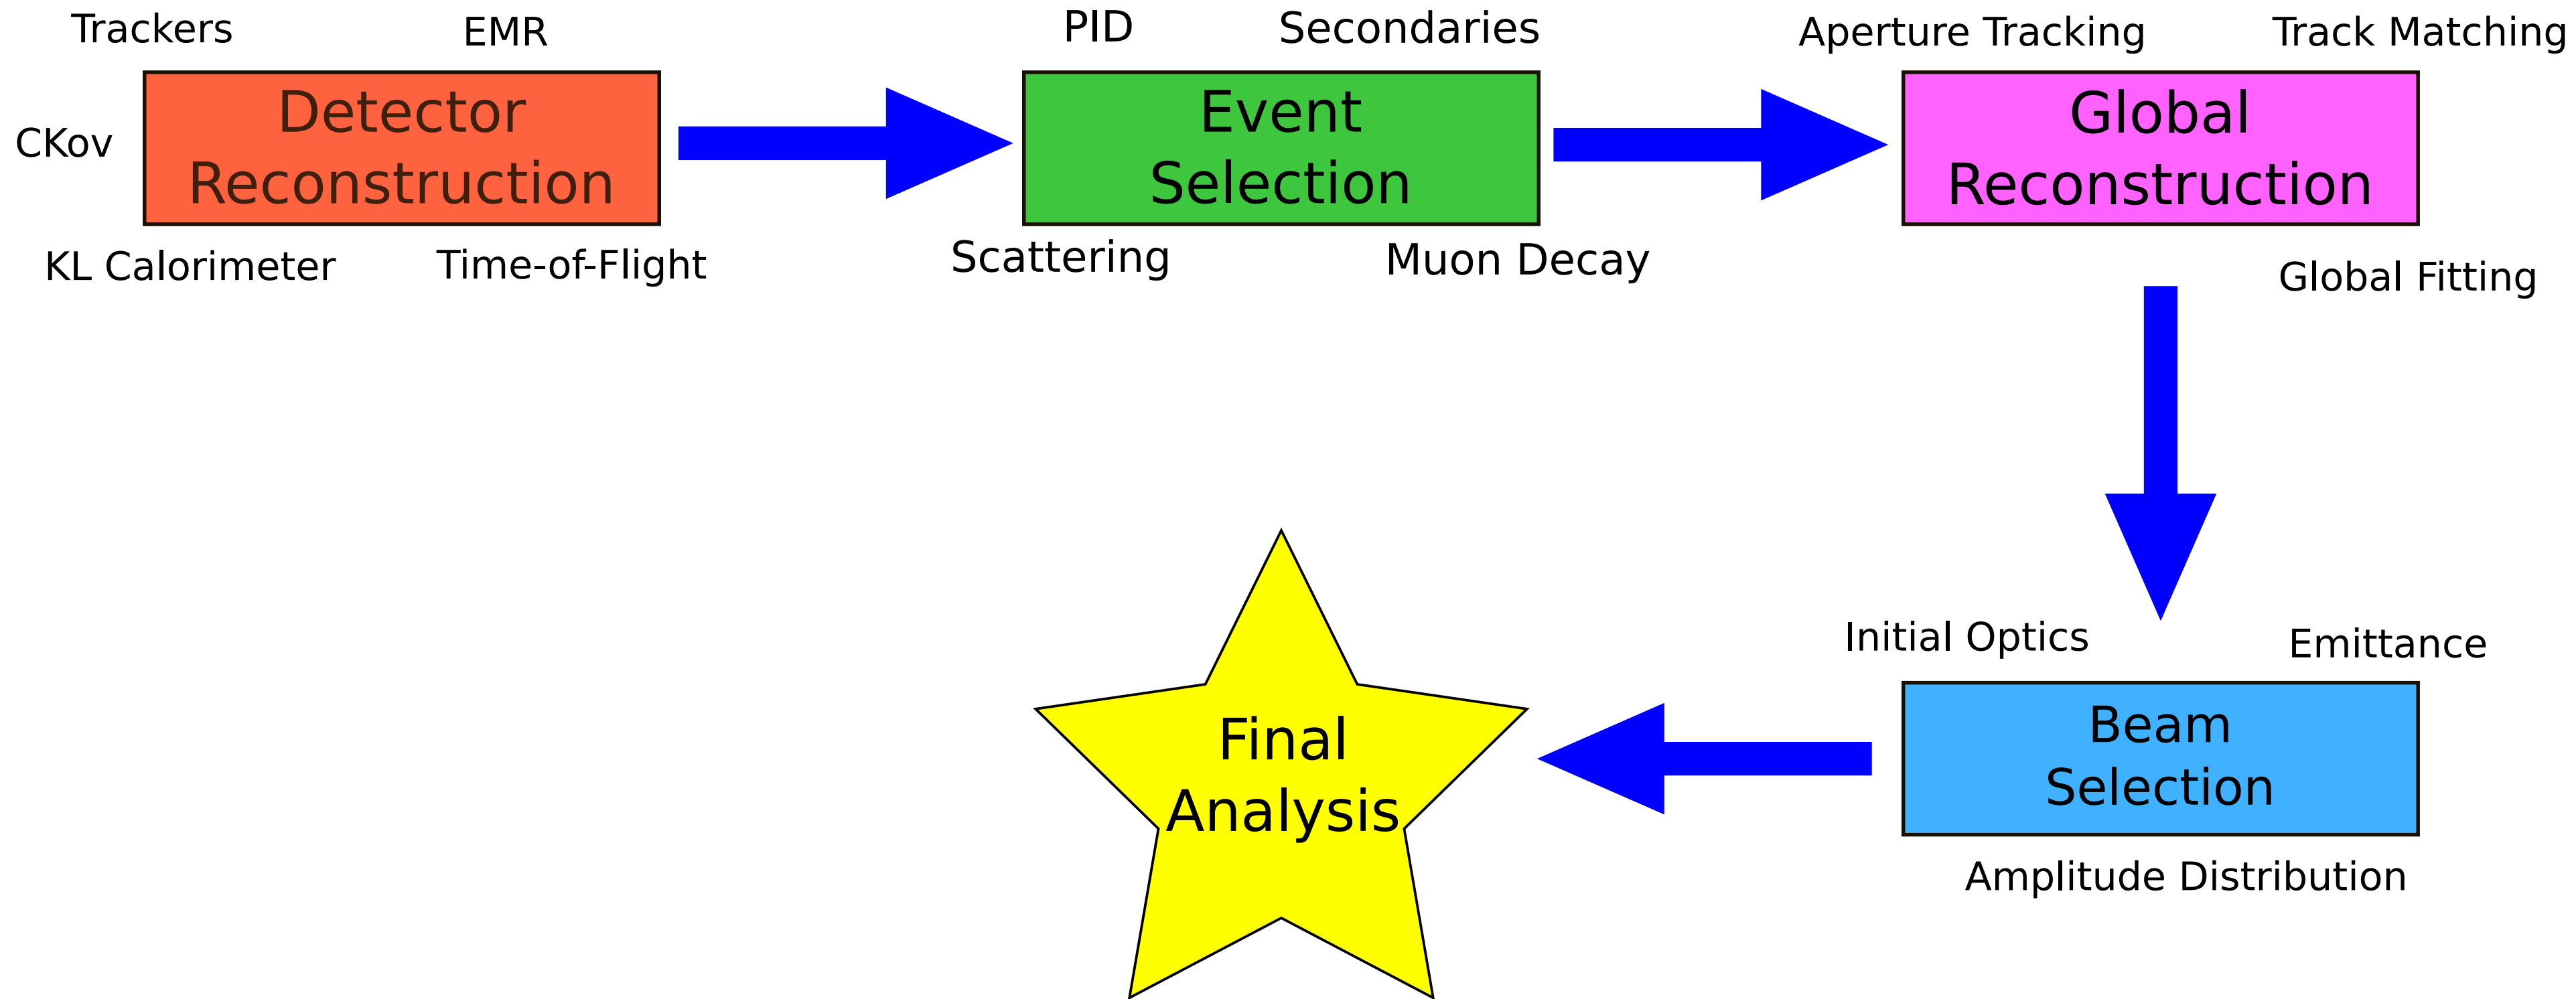 Trackers
EMR
PID
Secondaries
Aperture Tracking
Track Matching
CKov
Detector
Reconstruction
Event
Selection
Global
Reconstruction
KL Calorimeter
Time-of-Flight
Scattering
Muon Decay
Global Fitting
Initial Optics
Emittance
Final
Analysis
Beam
Selection
Amplitude Distribution